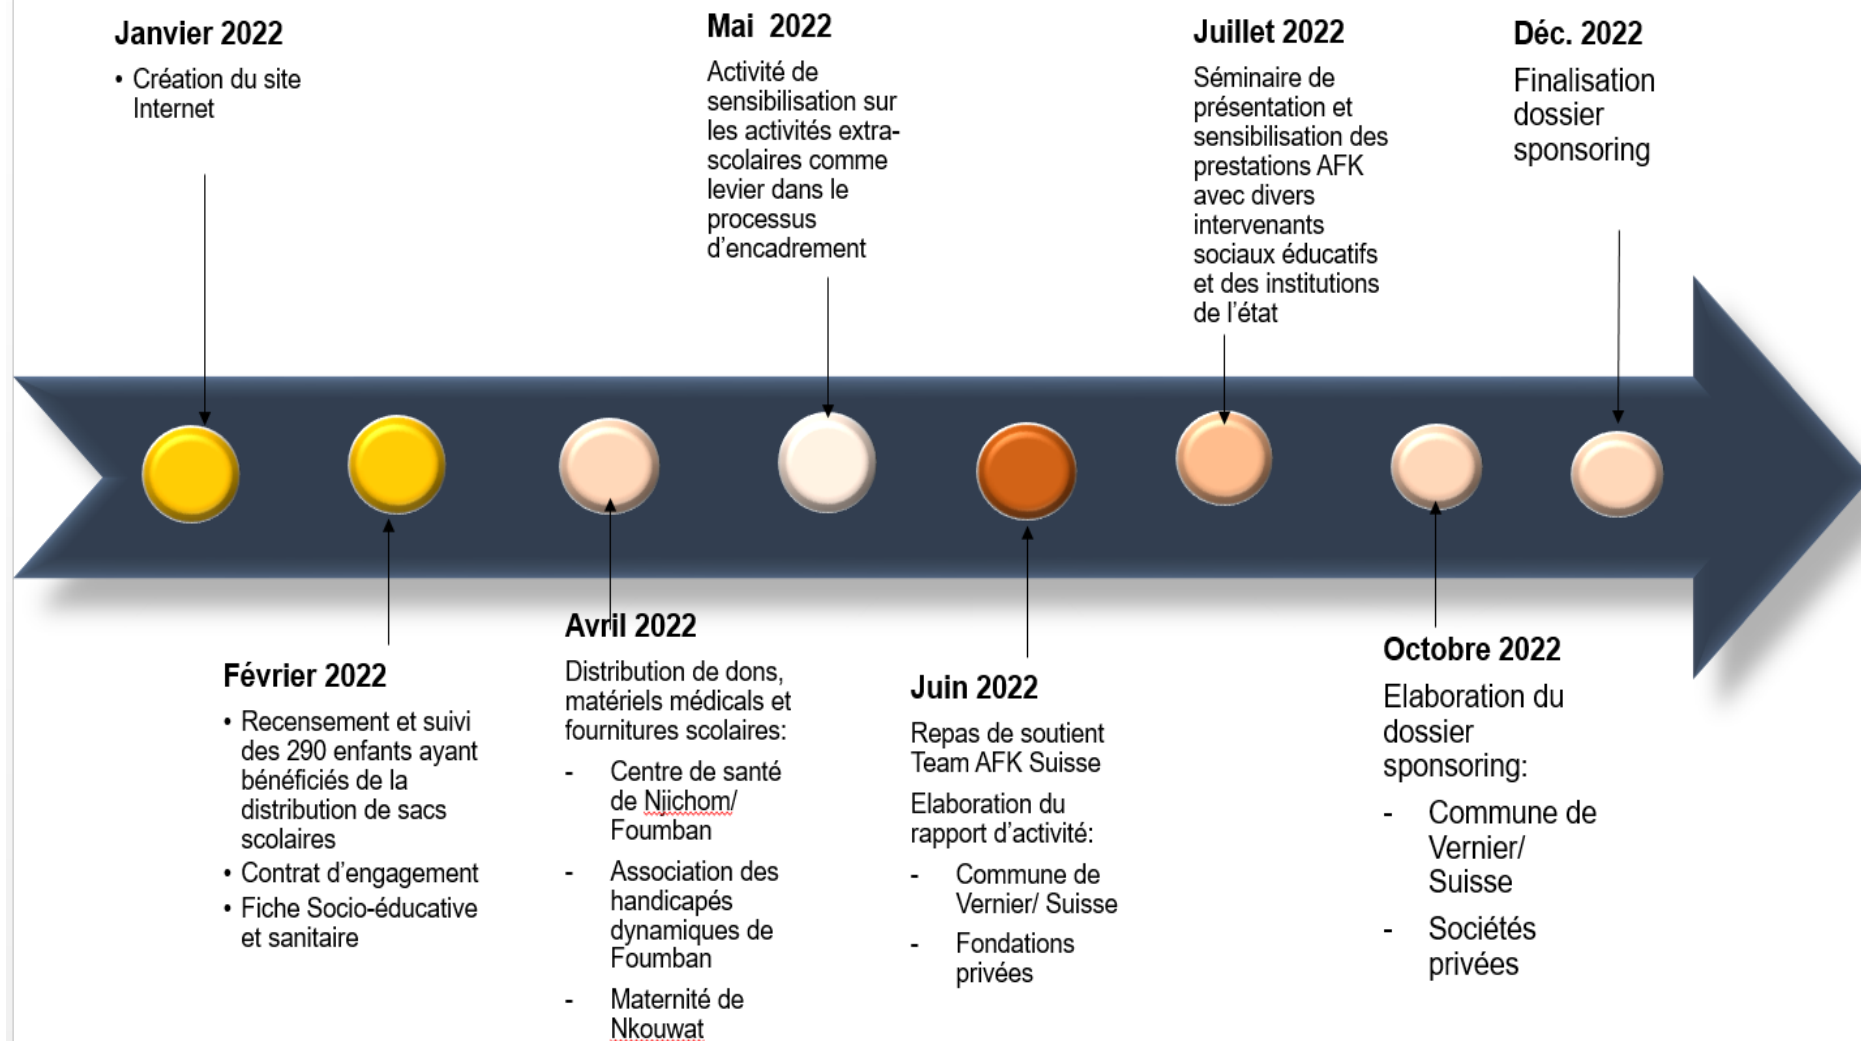 Janvier 2022
• Création du site
Internet
Février 2022
• Recensement et suivi
des 290 enfants ayant
bénéficiés de la
distribution de sacs
scolaires
• Contrat d’engagement
• Fiche Socio-éducative
et sanitaire
Avril 2022
Distribution de dons,
matériels médicals et
fournitures scolaires:
- Centre de santé
de Njichom/
Foumban
- Association des
handicapés
dynamiques de
Foumban
- Maternité de
Nkouwat
Mai 2022
Activité de
sensibilisation sur
les activités extra-
scolaires comme
levier dans le
processus
d’encadrement
Juin 2022
Repas de soutient
Team AFK Suisse
Elaboration du
rapport d’activité:
- Commune de
Vernier/ Suisse
- Fondations
privées
Juillet 2022
Séminaire de
présentation et
sensibilisation des
prestations AFK
avec divers
intervenants
sociaux éducatifs
et des institutions
de l’état
Octobre 2022
Elaboration du
dossier
sponsoring:
- Commune de
Vernier/
Suisse
- Sociétés
privées
Déc. 2022
Finalisation
dossier
sponsoring